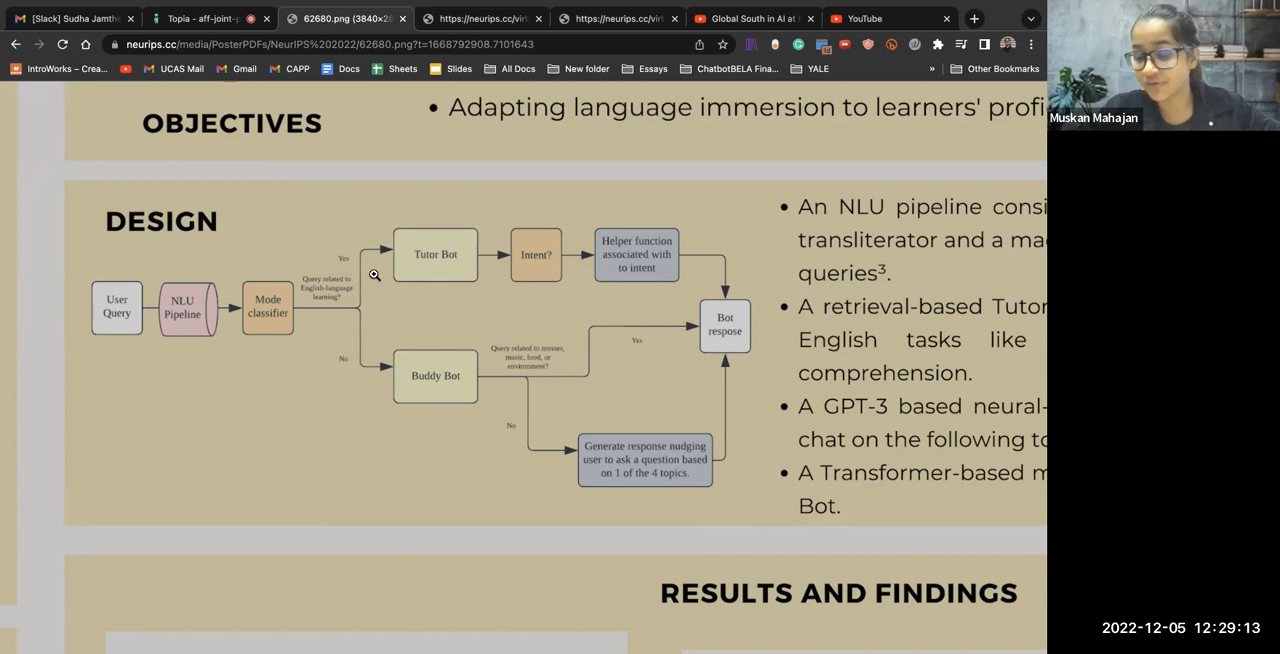 [Slack] Sudha Jamthe
Topia - aff-joint-p
62680.png (3840×28
https://neurips.cc/virt
https://neurips.cc/virt
Global South in AI at
YouTube
neurips.cc/media/PosterPDFs/NeurIPS%202022/62680.png?t=1668792908.7101643
IntroWorks – Crea...
UCAS Mail
Gmail
CAPP
Docs
Sheets
Slides
All Docs
New folder
Essays
ChatbotBELA Fina...
YALE
»
Other Bookmarks
Muskan Mahajan
OBJECTIVES
• Adapting language immersion to learners' profi
DESIGN
User
Query
NLU
Pipeline
Mode
classifier
Query related to
English-language
learning?
Yes
No
Tutor Bot
Intent?
Helper function
associated with
to intent
Buddy Bot
Query related to movies,
music, food, or
environment?
Yes
No
Generate response nudging
user to ask a question based
on 1 of the 4 topics.
Bot
respose
• An NLU pipeline consi
transliterator and a ma
queries³.
• A retrieval-based Tutor
English tasks like
comprehension.
• A GPT-3 based neural-
chat on the following to
• A Transformer-based m
Bot.
RESULTS AND FINDINGS
2022-12-05 12:29:13